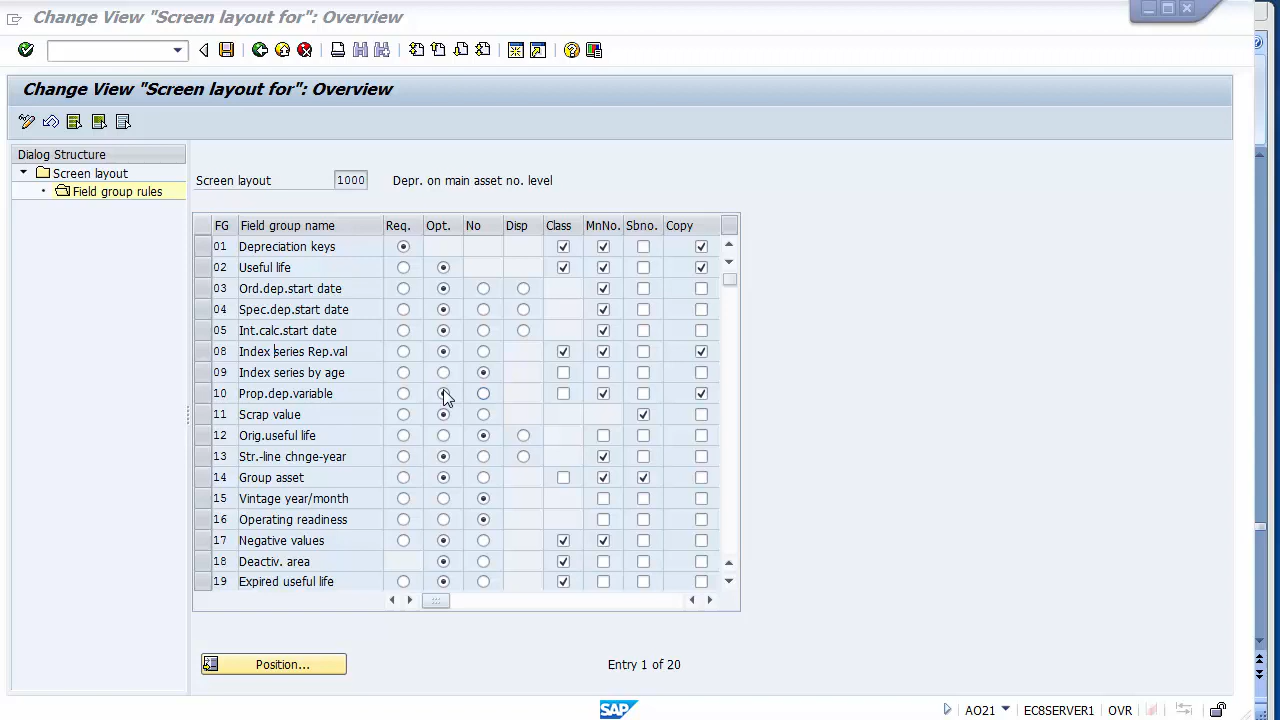 Change View "Screen layout for": Overview
Change View "Screen layout for": Overview
Dialog Structure
Screen layout
Field group rules
Screen layout 1000 Depr. on main asset no. level
FG Field group name Req. Opt. No Disp Class MnNo. Sbno. Copy
01 Depreciation keys
02 Useful life
03 Ord.dep.start date
04 Spec.dep.start date
05 Int.calc.start date
08 Index series Rep.val
09 Index series by age
10 Prop.dep.variable
11 Scrap value
12 Orig.useful life
13 Str.-line chnge-year
14 Group asset
15 Vintage year/month
16 Operating readiness
17 Negative values
18 Deactiv. area
19 Expired useful life
Position... Entry 1 of 20
SAP AO21 ECGSERVER1 OVR